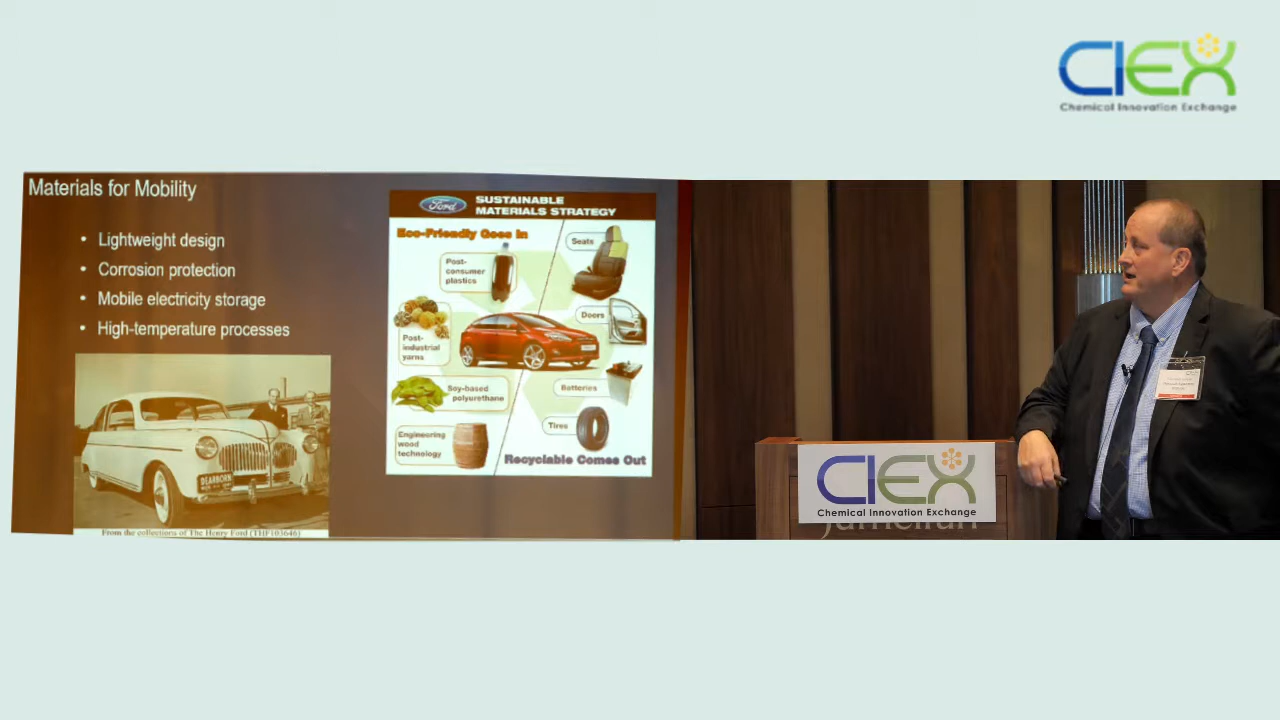 CIEX
Chemical Innovation Exchange
Materials for Mobility
• Lightweight design
• Corrosion protection
• Mobile electricity storage
• High-temperature processes
DEARBORN
From the collections of The Henry Ford (THF103646)
Ford
SUSTAINABLE
MATERIALS STRATEGY
Eco-Friendly Goes In
Post-
consumer
plastics
Post-
industrial
yarns
Soy-based
polyurethane
Engineering
wood
technology
Seats
Doors
Batteries
Tires
Recyclable Comes Out
CIEX
Chemical Innovation Exchange